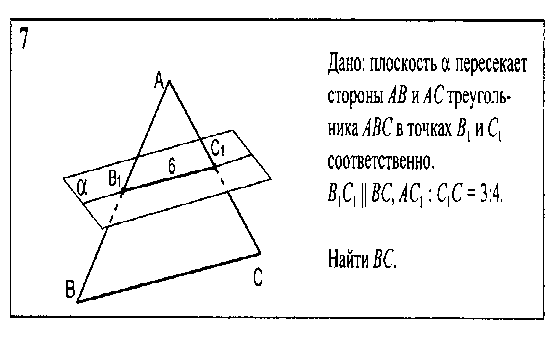 7
Дано: плоскость α пересекает
стороны AB и AC треуголь-
ника ABC в точках B₁ и C₁
соответственно.
B₁C₁ || BC, AC₁ : C₁C = 3:4.
Найти BC.
A
C₁
6
B₁
α
B
C